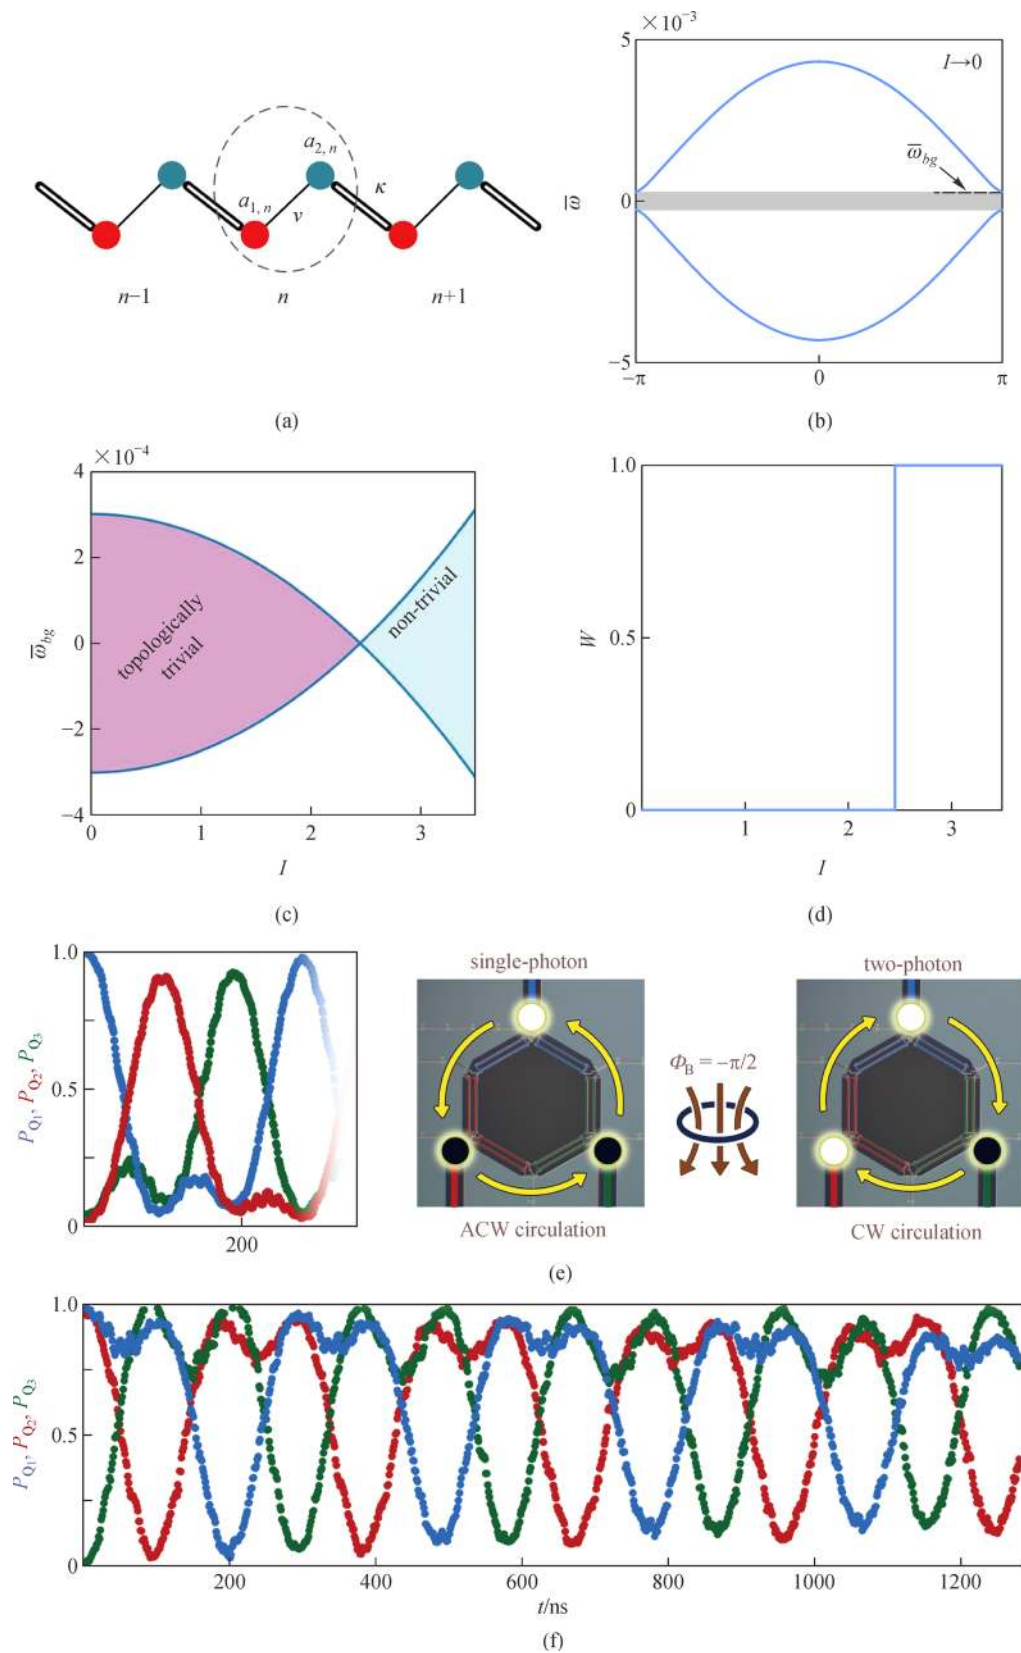 a2, n
κ
a1, n
ν
n−1
n
n+1
(a)
×10−3
5
I→0
ω̅bg
ω̅
0
−5
−π
0
π
(b)
×10−4
4
2
0
−2
−4
ω̅bg
topologically
trivial
non-trivial
0
1
2
3
I
(c)
1.0
0.5
0
W
1
2
3
I
(d)
1.0
0.5
0
PQ1, PQ2, PQ3
200
single-photon
ΦB = −π/2
two-photon
ACW circulation
CW circulation
(e)
1.0
0.5
0
PQ1, PQ2, PQ3
200
400
600
800
1000
1200
t/ns
(f)